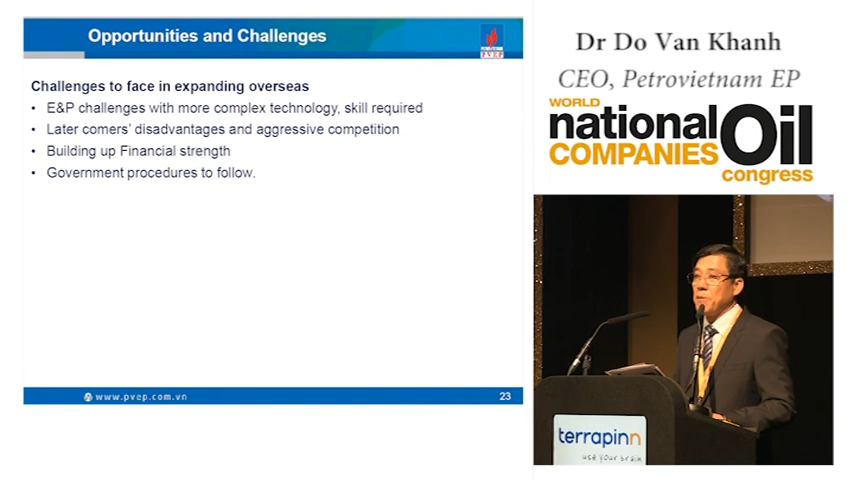 Opportunities and Challenges
PVEP
Challenges to face in expanding overseas
• E&P challenges with more complex technology, skill required
• Later comers' disadvantages and aggressive competition
• Building up Financial strength
• Government procedures to follow.
www.pvep.com.vn
23
Dr Do Van Khanh
CEO, Petrovietnam EP
WORLD
national Oil
COMPANIES
congress
terrapinn
use your brain